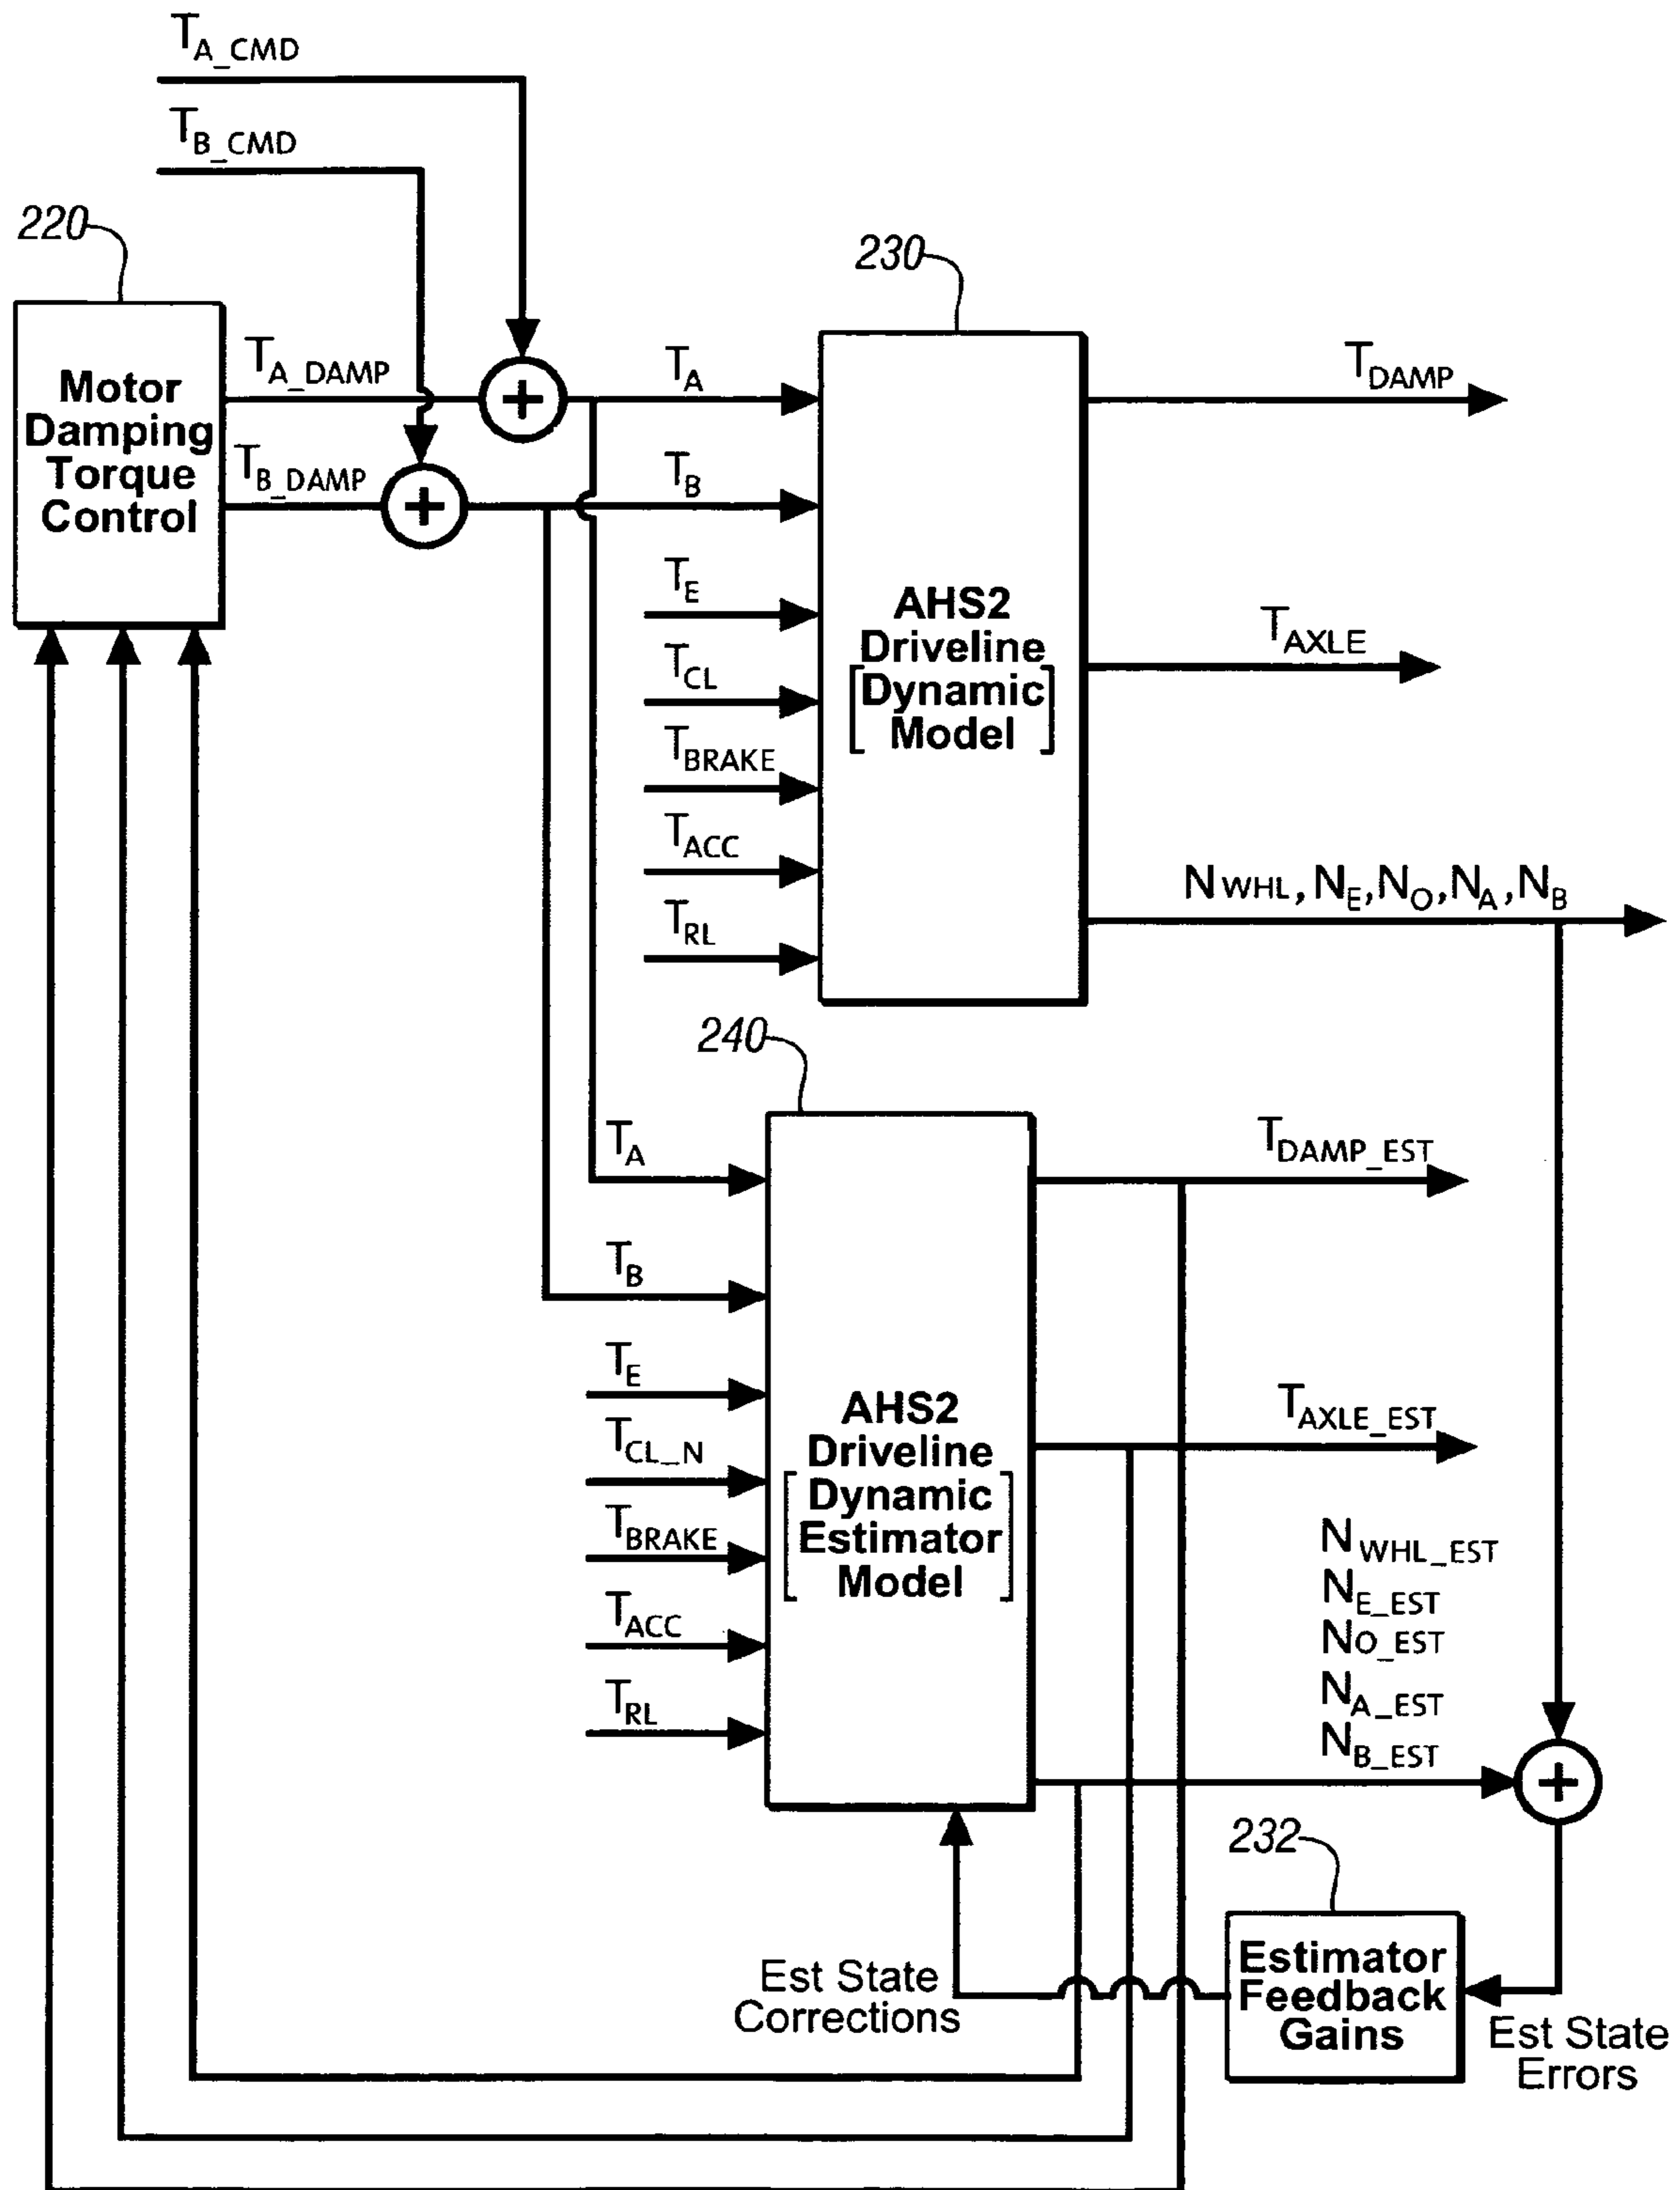 T_A_CMD
T_B_CMD
220
230
Motor
Damping
Torque
Control
T_A_DAMP
T_B_DAMP
T_A
T_B
T_E
T_CL
T_BRAKE
T_ACC
T_RL
AHS2
Driveline
[Dynamic
Model]
T_DAMP
T_AXLE
N_WHL, N_E, N_O, N_A, N_B
240
T_A
T_B
T_E
T_CL_N
T_BRAKE
T_ACC
T_RL
AHS2
Driveline
[Dynamic
Estimator
Model]
T_DAMP_EST
T_AXLE_EST
N_WHL_EST
N_E_EST
N_O_EST
N_A_EST
N_B_EST
232
Estimator
Feedback
Gains
Est State
Corrections
Est State
Errors